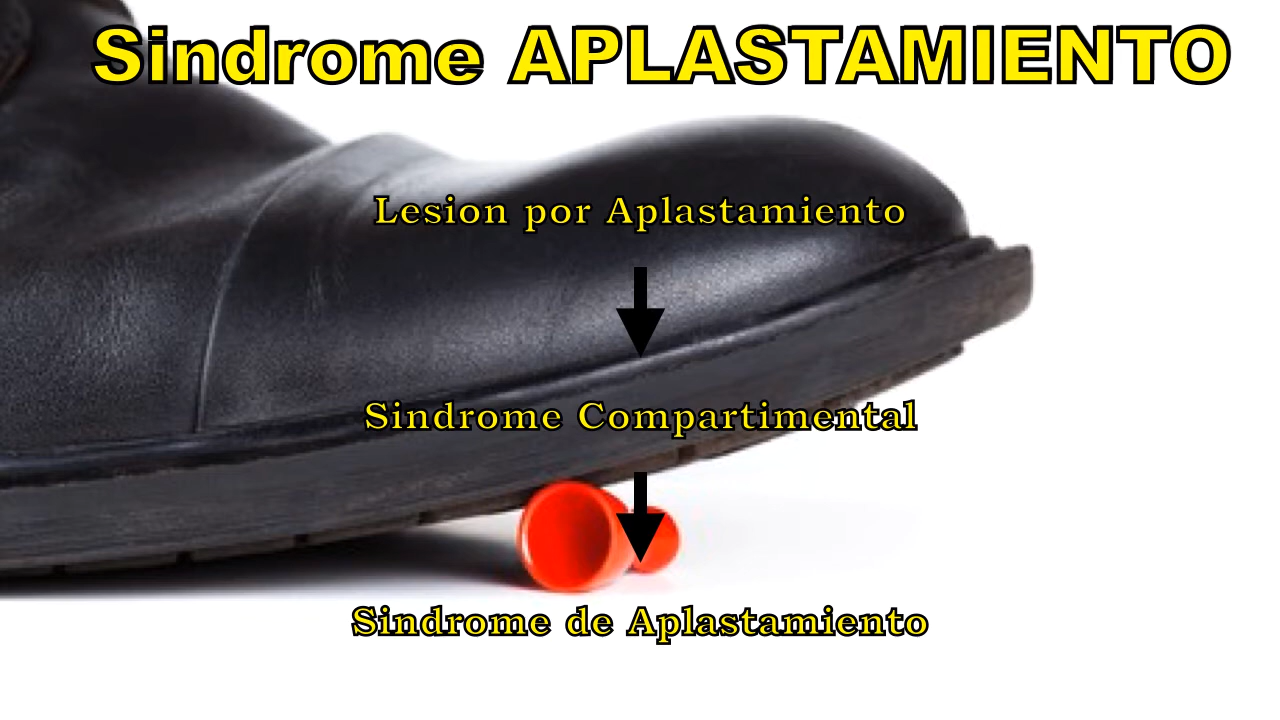 Sindrome APLASTAMIENTO
Lesion por Aplastamiento
Sindrome Compartimental
Sindrome de Aplastamiento